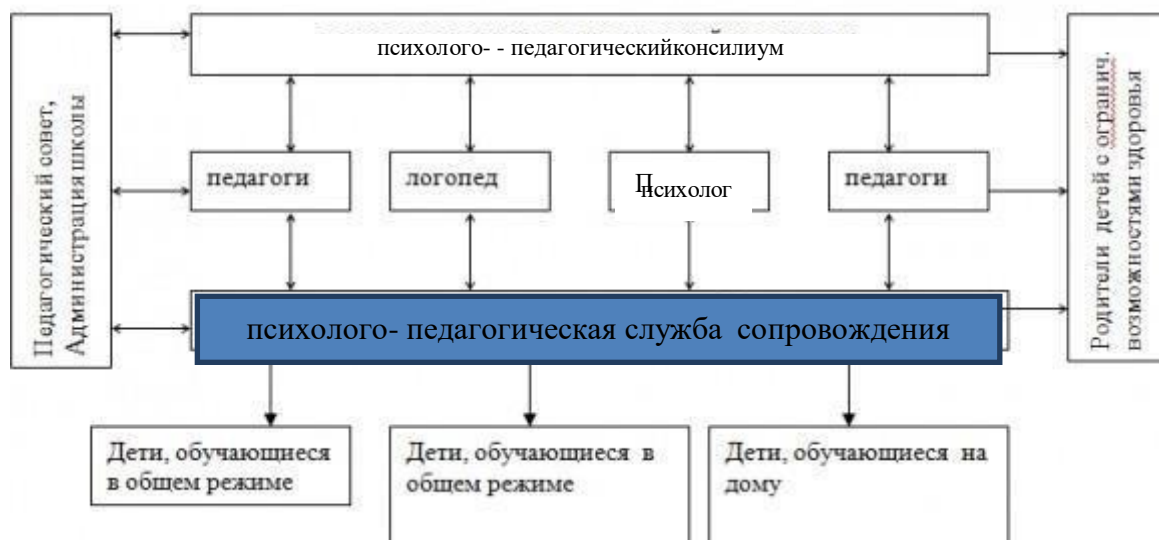 психолого- - педагогическийконсилиум
Педагогический совет,
Администрация школы
педагоги
логопед
Психолог
педагоги
Родители детей с огранич.
возможностями здоровья
психолого- педагогическая служба сопровождения
Дети, обучающиеся
в общем режиме
Дети, обучающиеся в
общем режиме
Дети, обучающиеся на
дому